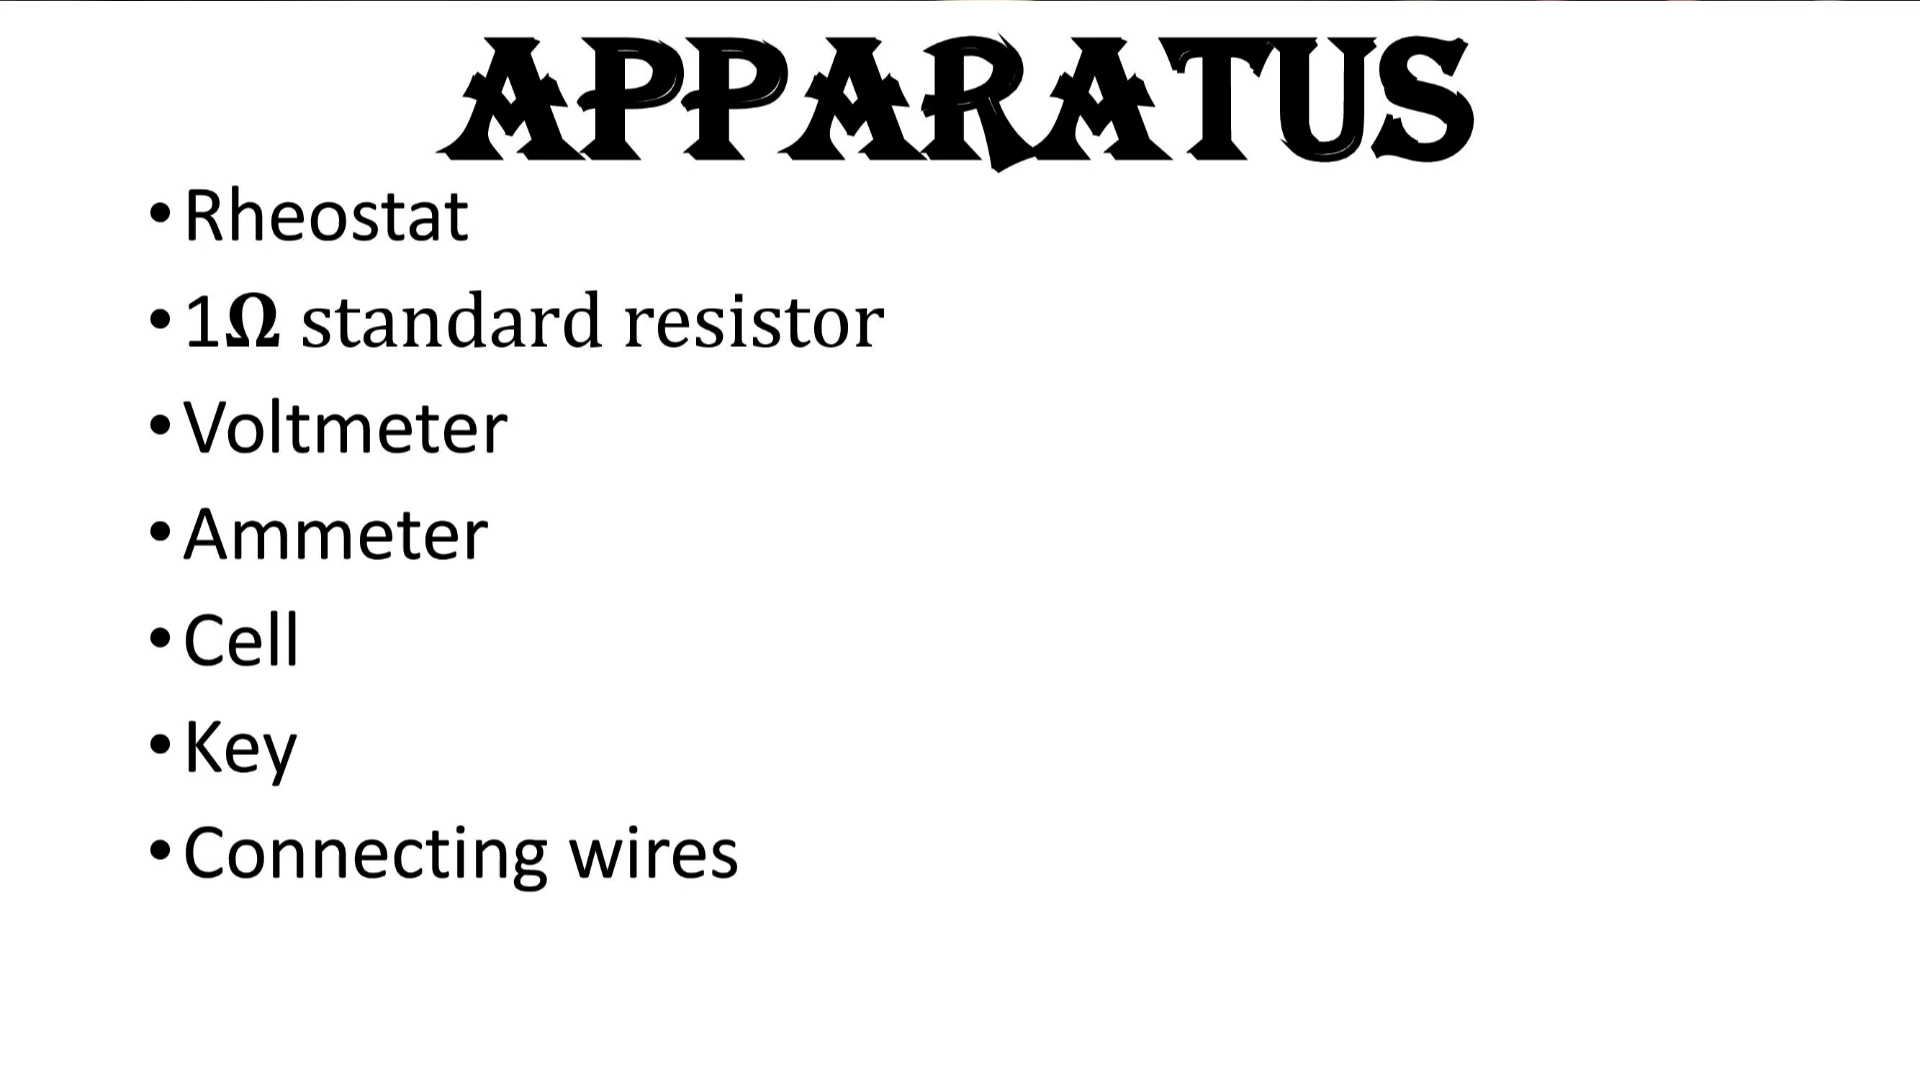 APPARATUS
•Rheostat
•1Ω standard resistor
•Voltmeter
•Ammeter
•Cell
•Key
•Connecting wires